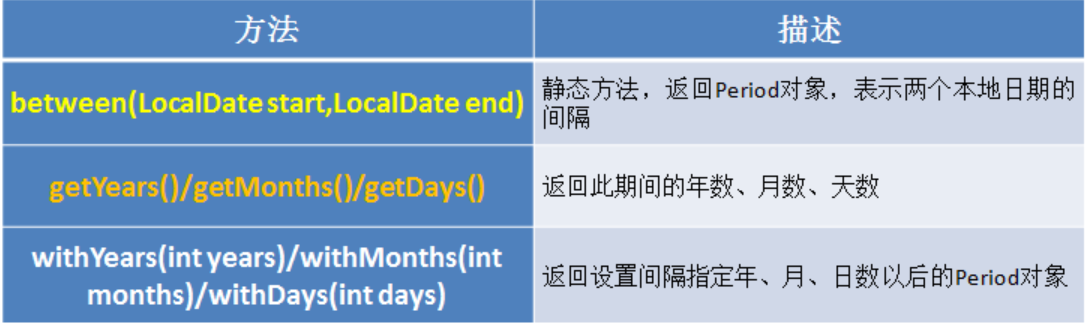 方法
描述
between(LocalDate start,LocalDate end)
静态方法，返回Period对象，表示两个本地日期的
间隔
getYears()/getMonths()/getDays()
返回此期间的年数、月数、天数
withYears(int years)/withMonths(int
months)/withDays(int days)
返回设置间隔指定年、月、日数以后的Period对象